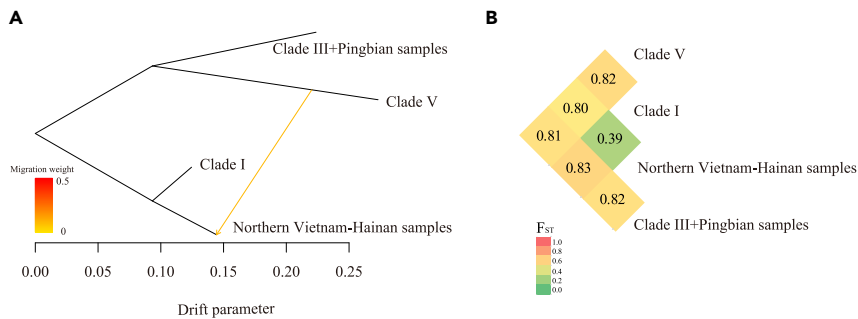 A
Clade III+Pingbian samples
Clade V
Clade I
Migration weight
0.5
0
Northern Vietnam-Hainan samples
0.00 0.05 0.10 0.15 0.20 0.25
Drift parameter
B
Clade V
0.82
0.80
Clade I
0.81
0.39
0.83
Northern Vietnam-Hainan samples
0.82
Clade III+Pingbian samples
FST
1.0
0.8
0.6
0.4
0.2
0.0